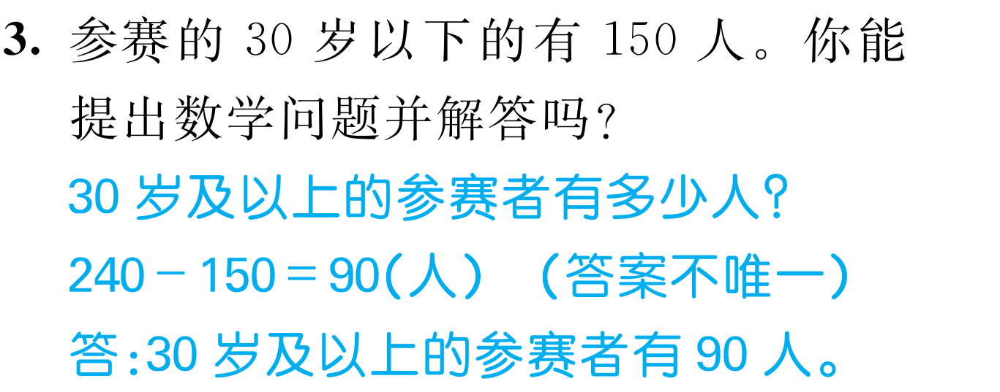 3. 参赛的 30 岁以下的有 150 人。你能
提出数学问题并解答吗?
30 岁及以上的参赛者有多少人?
240-150=90(人) (答案不唯一)
答:30 岁及以上的参赛者有 90 人。